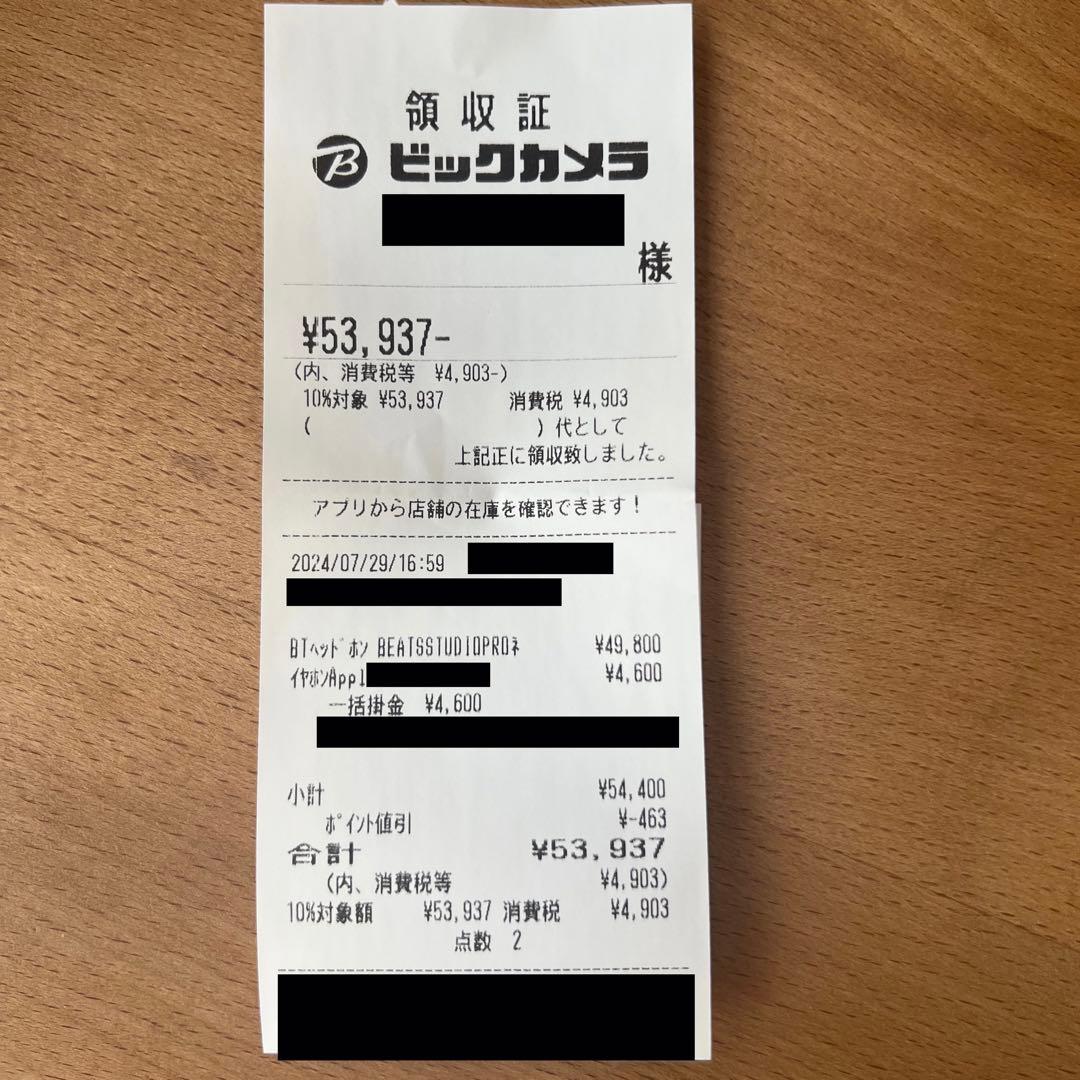 領収証
B ビックカメラ
様
¥53,937-
(内、消費税等 ¥4,903-)
10%対象 ¥53,937 消費税 ¥4,903
( )代として
上記正に領収致しました。
アプリから店舗の在庫を確認できます!
2024/07/29/16:59
BTヘッドホン BEATSSTUDIOPROネ ¥49,800
イヤホンAppl ¥4,600
一括掛金 ¥4,600
小計 ¥54,400
ポイント値引 ¥-463
合計 ¥53,937
(内、消費税等 ¥4,903)
10%対象額 ¥53,937 消費税 ¥4,903
点数 2